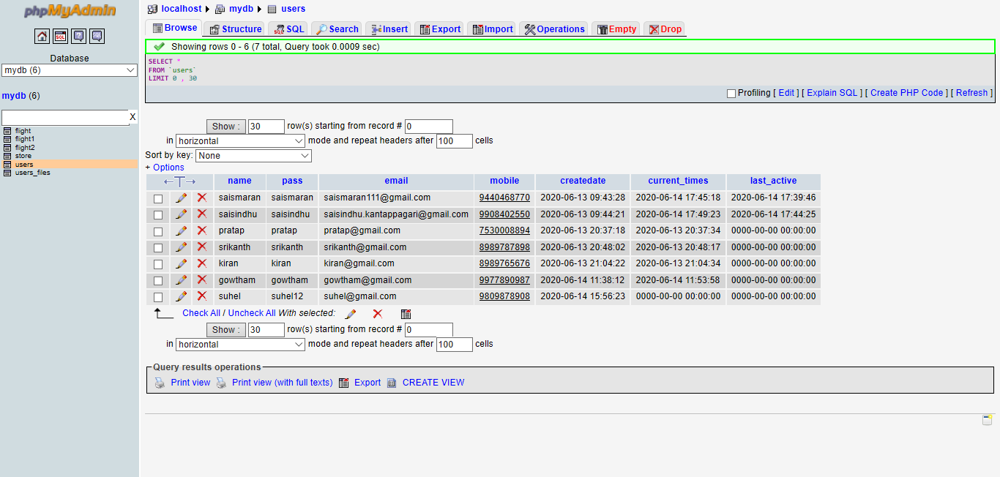 phpMyAdmin
Database
mydb (6)
mydb (6)
X
flight
flight1
flight2
store
users
users_files
localhost mydb users
Browse Structure SQL Search Insert Export Import Operations Empty Drop
Showing rows 0 - 6 (7 total, Query took 0.0009 sec)
SELECT *
FROM `users`
LIMIT 0 , 30
Profiling [ Edit ] [ Explain SQL ] [ Create PHP Code ] [ Refresh ]
Show : 30 row(s) starting from record # 0
in horizontal mode and repeat headers after 100 cells
Sort by key: None
+ Options
←T→ name pass email mobile createdate current_times last_active
saismaran saismaran saismaran111@gmail.com 9440468770 2020-06-13 09:43:28 2020-06-14 17:45:18 2020-06-14 17:39:46
saisindhu saisindhu saisindhu.kantappagari@gmail.com 9908402550 2020-06-13 09:44:21 2020-06-14 17:49:23 2020-06-14 17:44:25
pratap pratap pratap@gmail.com 7530008894 2020-06-13 20:37:18 2020-06-13 20:37:34 0000-00-00 00:00:00
srikanth srikanth srikanth@gmail.com 8989787898 2020-06-13 20:48:02 2020-06-13 20:48:17 0000-00-00 00:00:00
kiran kiran kiran@gmail.com 8989765676 2020-06-13 21:04:22 2020-06-13 21:04:34 0000-00-00 00:00:00
gowtham gowtham gowtham@gmail.com 9977890987 2020-06-14 11:38:12 2020-06-14 11:53:58 0000-00-00 00:00:00
suhel suhel12 suhel@gmail.com 9809878908 2020-06-14 15:56:23 0000-00-00 00:00:00 0000-00-00 00:00:00
Check All / Uncheck All With selected:
Show : 30 row(s) starting from record # 0
in horizontal mode and repeat headers after 100 cells
Query results operations
Print view Print view (with full texts) Export CREATE VIEW